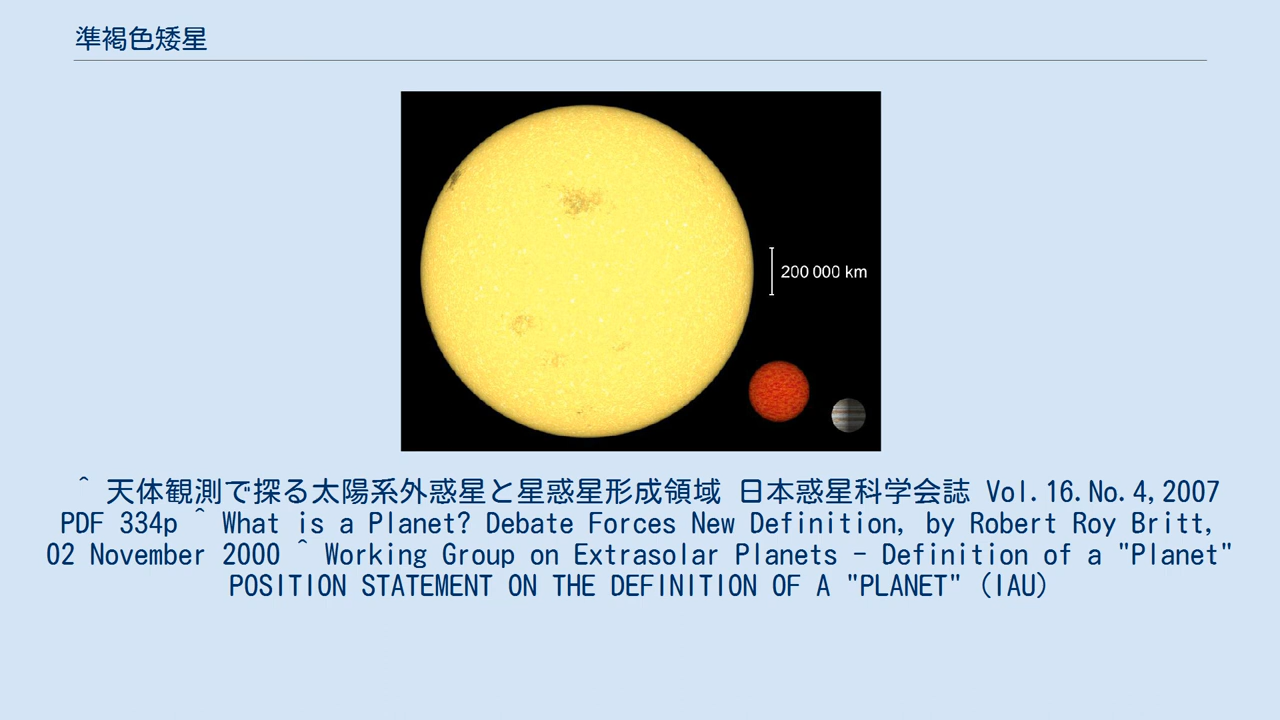 準褐色矮星
200 000 km
^ 天体観測で探る太陽系外惑星と星惑星形成領域 日本惑星科学会誌 Vol.16.No.4,2007
PDF 334p ^ What is a Planet? Debate Forces New Definition, by Robert Roy Britt,
02 November 2000 ^ Working Group on Extrasolar Planets - Definition of a "Planet"
POSITION STATEMENT ON THE DEFINITION OF A "PLANET" (IAU)